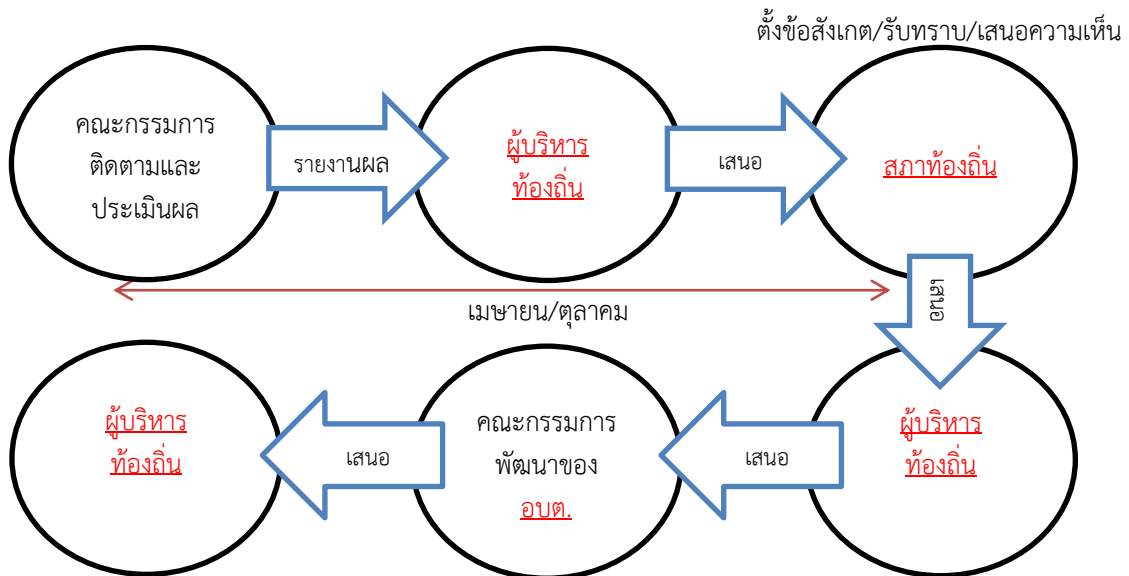 ตั้งข้อสังเกต/รับทราบ/เสนอความเห็น
คณะกรรมการ
ติดตามและ
ประเมินผล
รายงานผล
ผู้บริหาร
ท้องถิ่น
เสนอ
สภาท้องถิ่น
เสนอ
เมษายน/ตุลาคม
ผู้บริหาร
ท้องถิ่น
เสนอ
คณะกรรมการ
พัฒนาของ
อบต.
เสนอ
ผู้บริหาร
ท้องถิ่น